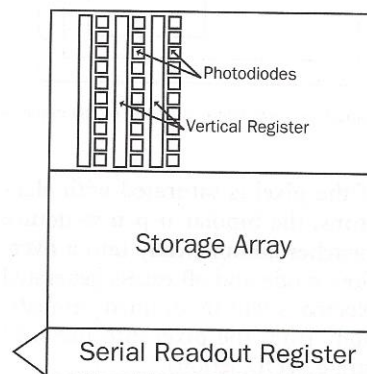 Photodiodes
Vertical Register
Storage Array
Serial Readout Register